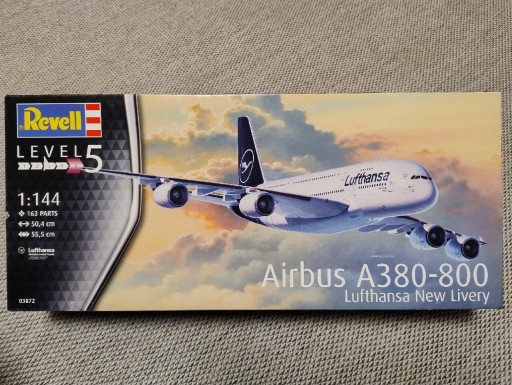 Revell
LEVEL 5
1:144
163 PARTS
50,4 cm
55,5 cm
Lufthansa
03872
Lufthansa
Airbus A380-800
Lufthansa New Livery